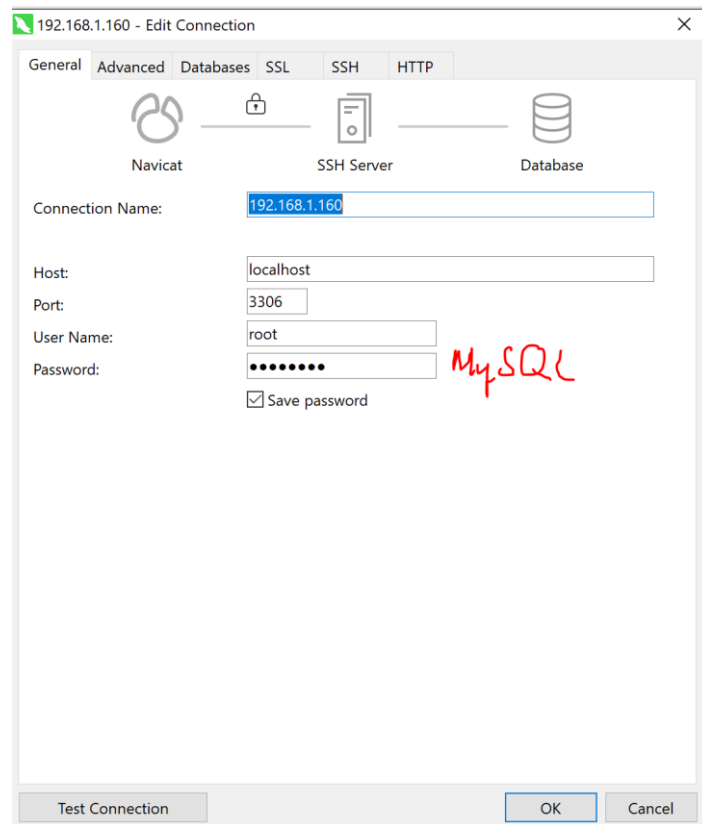 192.168.1.160 - Edit Connection
General Advanced Databases SSL SSH HTTP
Navicat SSH Server Database
Connection Name: 192.168.1.160
Host: localhost
Port: 3306
User Name: root
Password: ●●●●●●●● MySQL
Save password
Test Connection OK Cancel